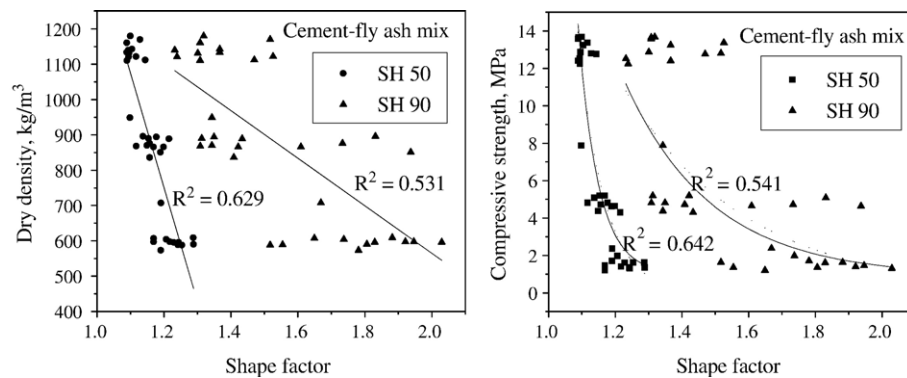 Cement-fly ash mix
SH 50
SH 90
R² = 0.629
R² = 0.531
1200
1100
1000
900
800
700
600
500
400
Dry density, kg/m³
1.0
1.2
1.4
1.6
1.8
2.0
Shape factor
Cement-fly ash mix
SH 50
SH 90
R² = 0.541
R² = 0.642
14
12
10
8
6
4
2
0
Compressive strength, MPa
1.0
1.2
1.4
1.6
1.8
2.0
Shape factor